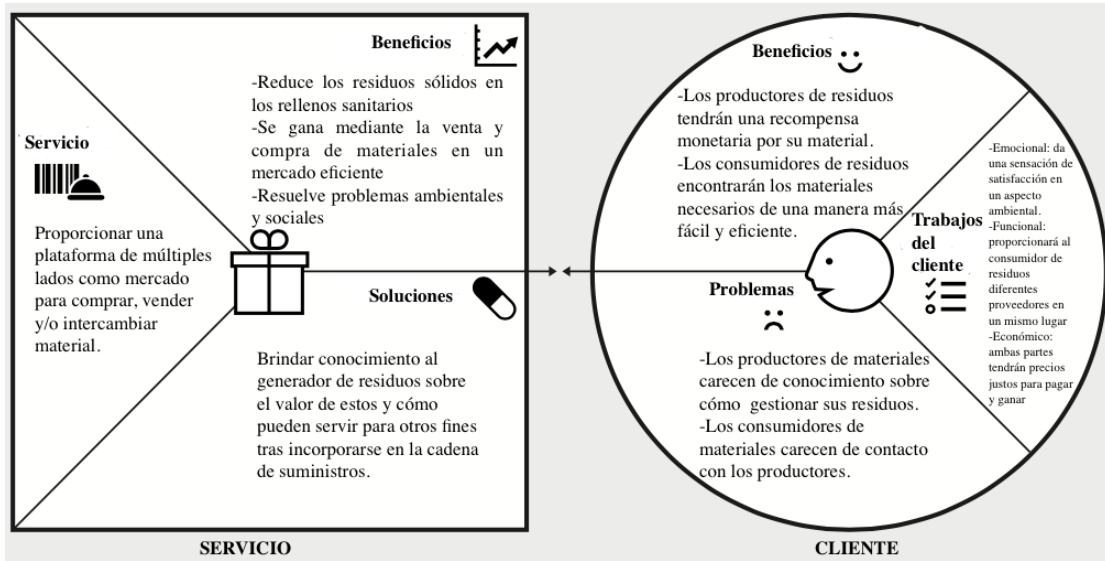 Beneficios
-Reduce los residuos sólidos en
los rellenos sanitarios
-Se gana mediante la venta y
compra de materiales en un
mercado eficiente
-Resuelve problemas ambientales
y sociales
Servicio
Proporcionar una
plataforma de múltiples
lados como mercado
para comprar, vender
y/o intercambiar
material.
Soluciones
Brindar conocimiento al
generador de residuos sobre
el valor de estos y cómo
pueden servir para otros fines
tras incorporarse en la cadena
de suministros.
SERVICIO
Beneficios
-Los productores de residuos
tendrán una recompensa
monetaria por su material.
-Los consumidores de residuos
encontrarán los materiales
necesarios de una manera más
fácil y eficiente.
Trabajos
del
cliente
-Emocional: da
una sensación de
satisfacción en
un aspecto
ambiental.
-Funcional:
proporcionará al
consumidor de
residuos
diferentes
proveedores en
un mismo lugar
-Económico:
ambas partes
tendrán precios
justos para pagar
y ganar
Problemas
-Los productores de materiales
carecen de conocimiento sobre
cómo gestionar sus residuos.
-Los consumidores de
materiales carecen de contacto
con los productores.
CLIENTE